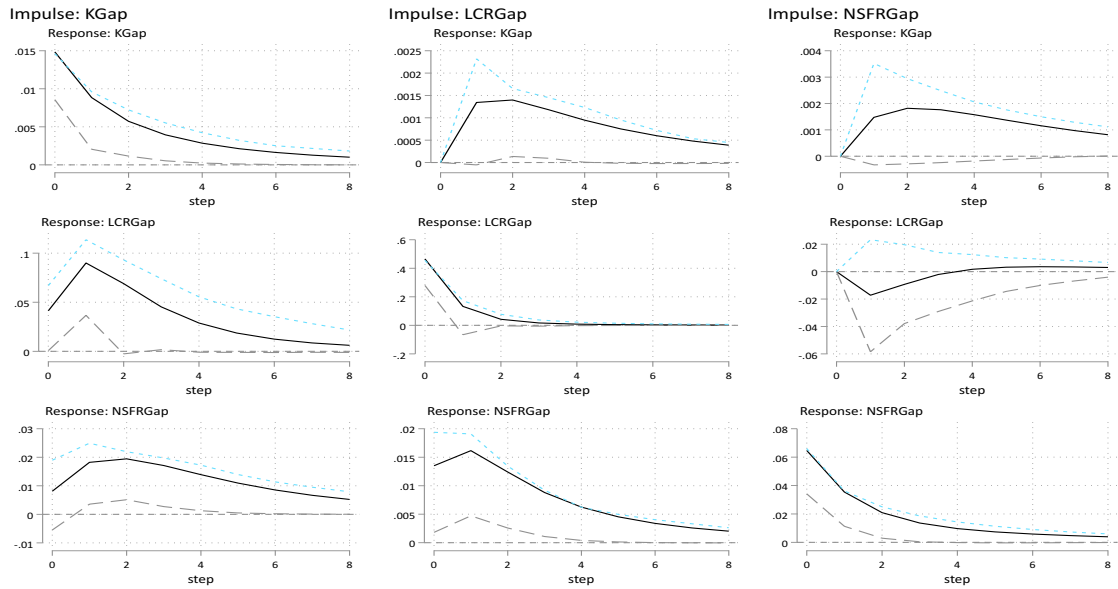 Impulse: KGap
Response: KGap
.015
.01
.005
0
0 2 4 6 8
step
Response: LCRGap
.1
.05
0
0 2 4 6 8
step
Response: NSFRGap
.03
.02
.01
0
-.01
0 2 4 6 8
step
Impulse: LCRGap
Response: KGap
.0025
.002
.0015
.001
.0005
0
0 2 4 6 8
step
Response: LCRGap
.6
.4
.2
0
-.2
0 2 4 6 8
step
Response: NSFRGap
.02
.015
.01
.005
0
0 2 4 6 8
step
Impulse: NSFRGap
Response: KGap
.004
.003
.002
.001
0
0 2 4 6 8
step
Response: LCRGap
.02
0
-.02
-.04
-.06
0 2 4 6 8
step
Response: NSFRGap
.08
.06
.04
.02
0
0 2 4 6 8
step